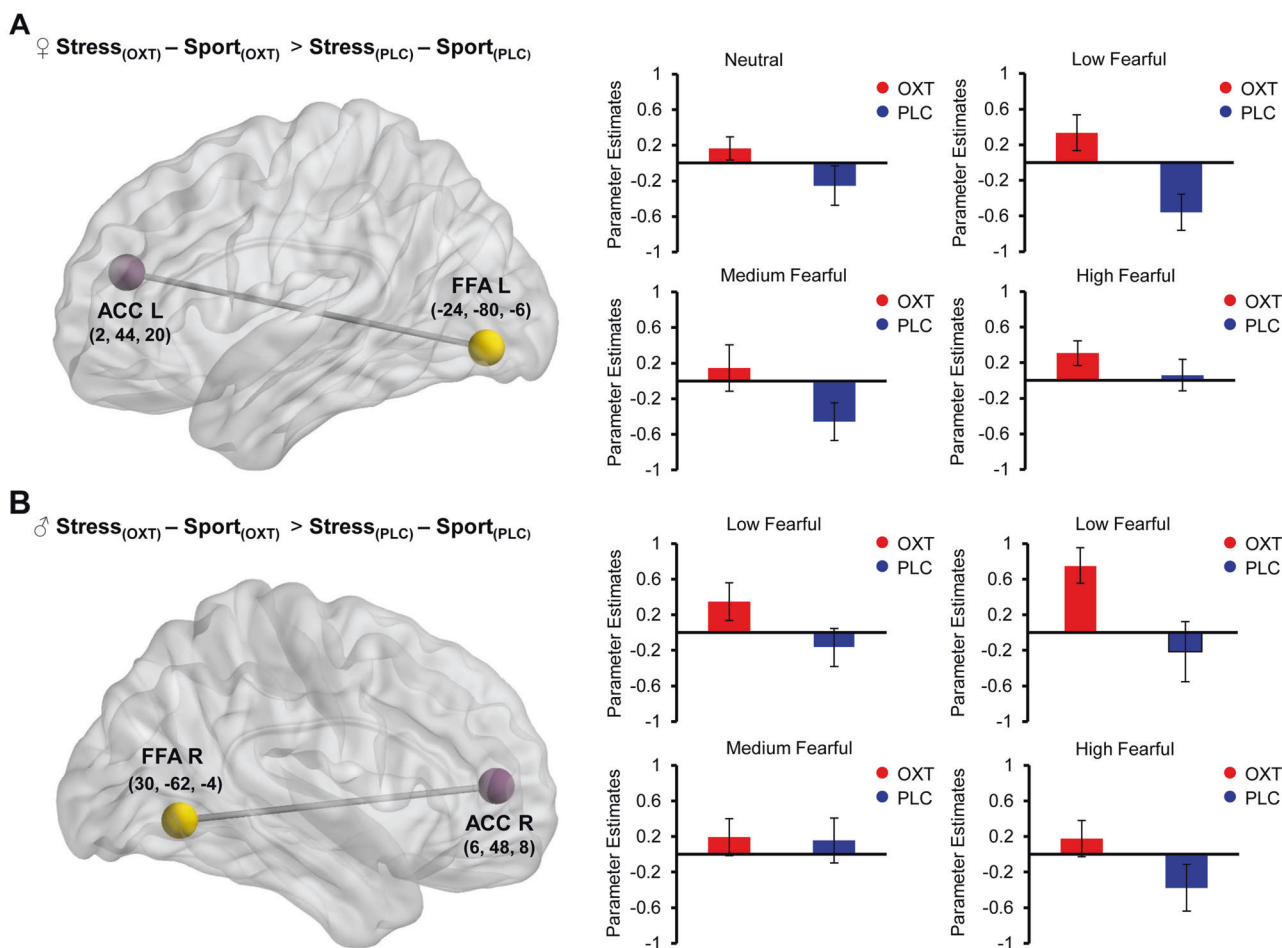 A
♀ Stress(OXT) – Sport(OXT) > Stress(PLC) – Sport(PLC)
ACC L
(2, 44, 20)
FFA L
(-24, -80, -6)
Neutral
Parameter Estimates
1
0.6
0.2
-0.2
-0.6
-1
OXT
PLC
Low Fearful
Parameter Estimates
1
0.6
0.2
-0.2
-0.6
-1
OXT
PLC
Medium Fearful
Parameter Estimates
1
0.6
0.2
-0.2
-0.6
-1
OXT
PLC
High Fearful
Parameter Estimates
1
0.6
0.2
-0.2
-0.6
-1
OXT
PLC
B
♂ Stress(OXT) – Sport(OXT) > Stress(PLC) – Sport(PLC)
FFA R
(30, -62, -4)
ACC R
(6, 48, 8)
Low Fearful
Parameter Estimates
1
0.6
0.2
-0.2
-0.6
-1
OXT
PLC
Low Fearful
Parameter Estimates
1
0.6
0.2
-0.2
-0.6
-1
OXT
PLC
Medium Fearful
Parameter Estimates
1
0.6
0.2
-0.2
-0.6
-1
OXT
PLC
High Fearful
Parameter Estimates
1
0.6
0.2
-0.2
-0.6
-1
OXT
PLC